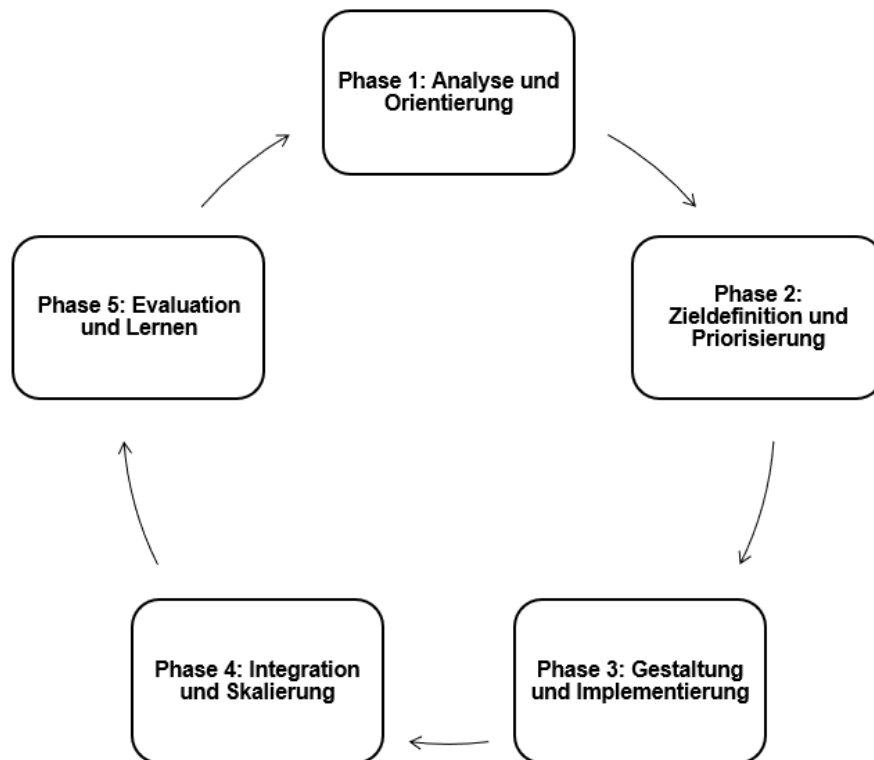 Phase 1: Analyse und
Orientierung
Phase 2:
Zieldefinition und
Priorisierung
Phase 3: Gestaltung
und Implementierung
Phase 4: Integration
und Skalierung
Phase 5: Evaluation
und Lernen